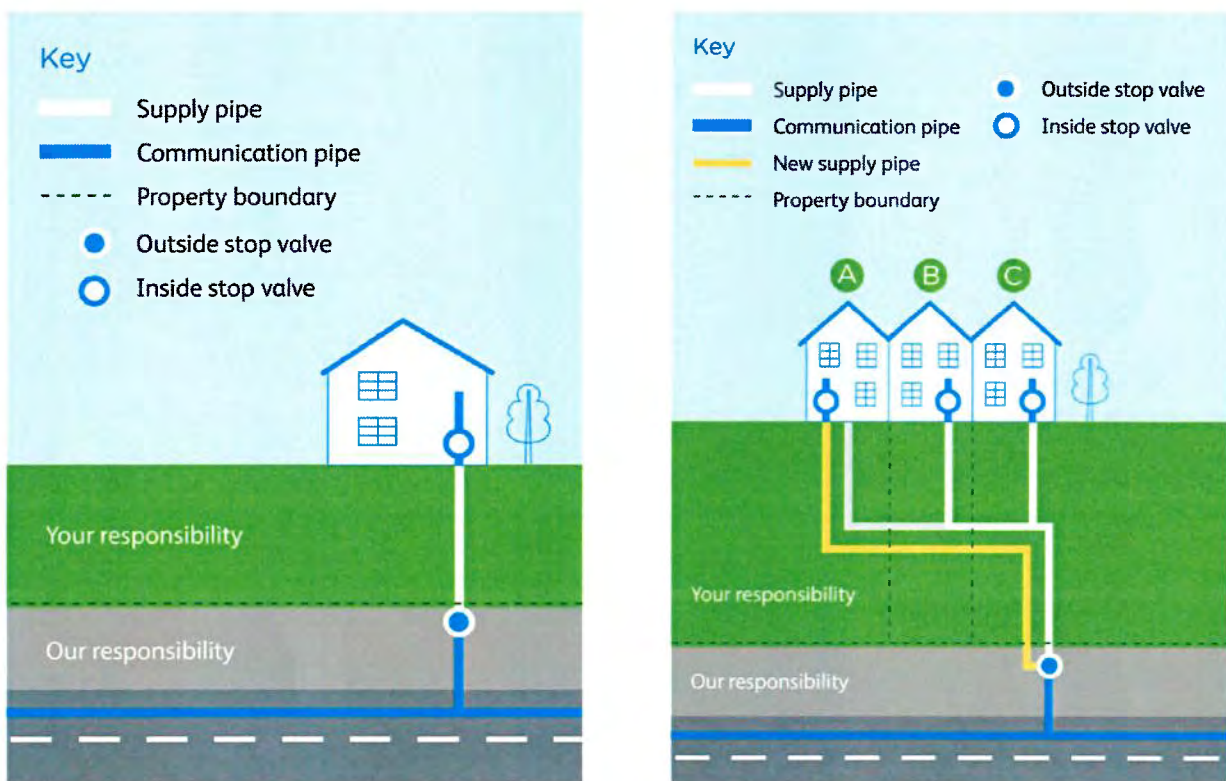 Key
Supply pipe
Communication pipe
Property boundary
Outside stop valve
Inside stop valve
Your responsibility
Our responsibility
Key
Supply pipe
Outside stop valve
Communication pipe
Inside stop valve
New supply pipe
Property boundary
A B C
Your responsibility
Our responsibility